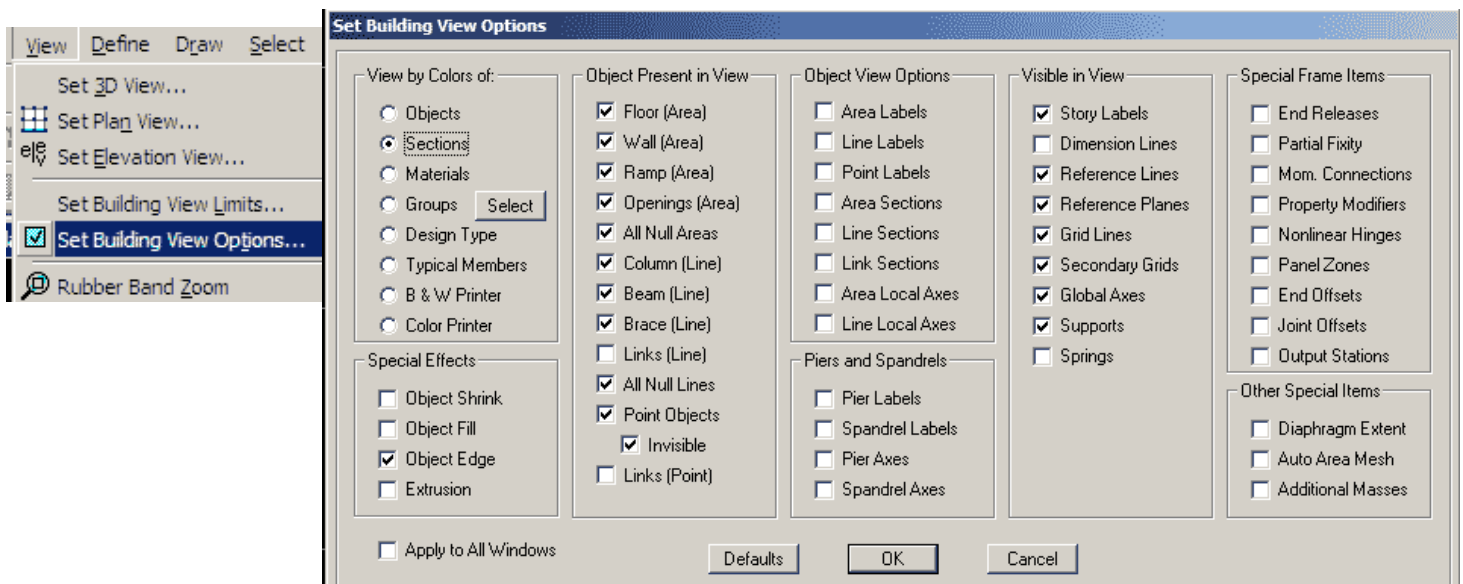 View Define Draw Select
Set 3D View...
Set Plan View...
Set Elevation View...
Set Building View Limits...
Set Building View Options...
Rubber Band Zoom
Set Building View Options
View by Colors of:
Objects
Sections
Materials
Groups Select
Design Type
Typical Members
B & W Printer
Color Printer
Special Effects
Object Shrink
Object Fill
Object Edge
Extrusion
Object Present in View
Floor (Area)
Wall (Area)
Ramp (Area)
Openings (Area)
All Null Areas
Column (Line)
Beam (Line)
Brace (Line)
Links (Line)
All Null Lines
Point Objects
Invisible
Links (Point)
Object View Options
Area Labels
Line Labels
Point Labels
Area Sections
Line Sections
Link Sections
Area Local Axes
Line Local Axes
Piers and Spandrels
Pier Labels
Spandrel Labels
Pier Axes
Spandrel Axes
Visible in View
Story Labels
Dimension Lines
Reference Lines
Reference Planes
Grid Lines
Secondary Grids
Global Axes
Supports
Springs
Special Frame Items
End Releases
Partial Fixity
Mom. Connections
Property Modifiers
Nonlinear Hinges
Panel Zones
End Offsets
Joint Offsets
Output Stations
Other Special Items
Diaphragm Extent
Auto Area Mesh
Additional Masses
Apply to All Windows
Defaults OK Cancel